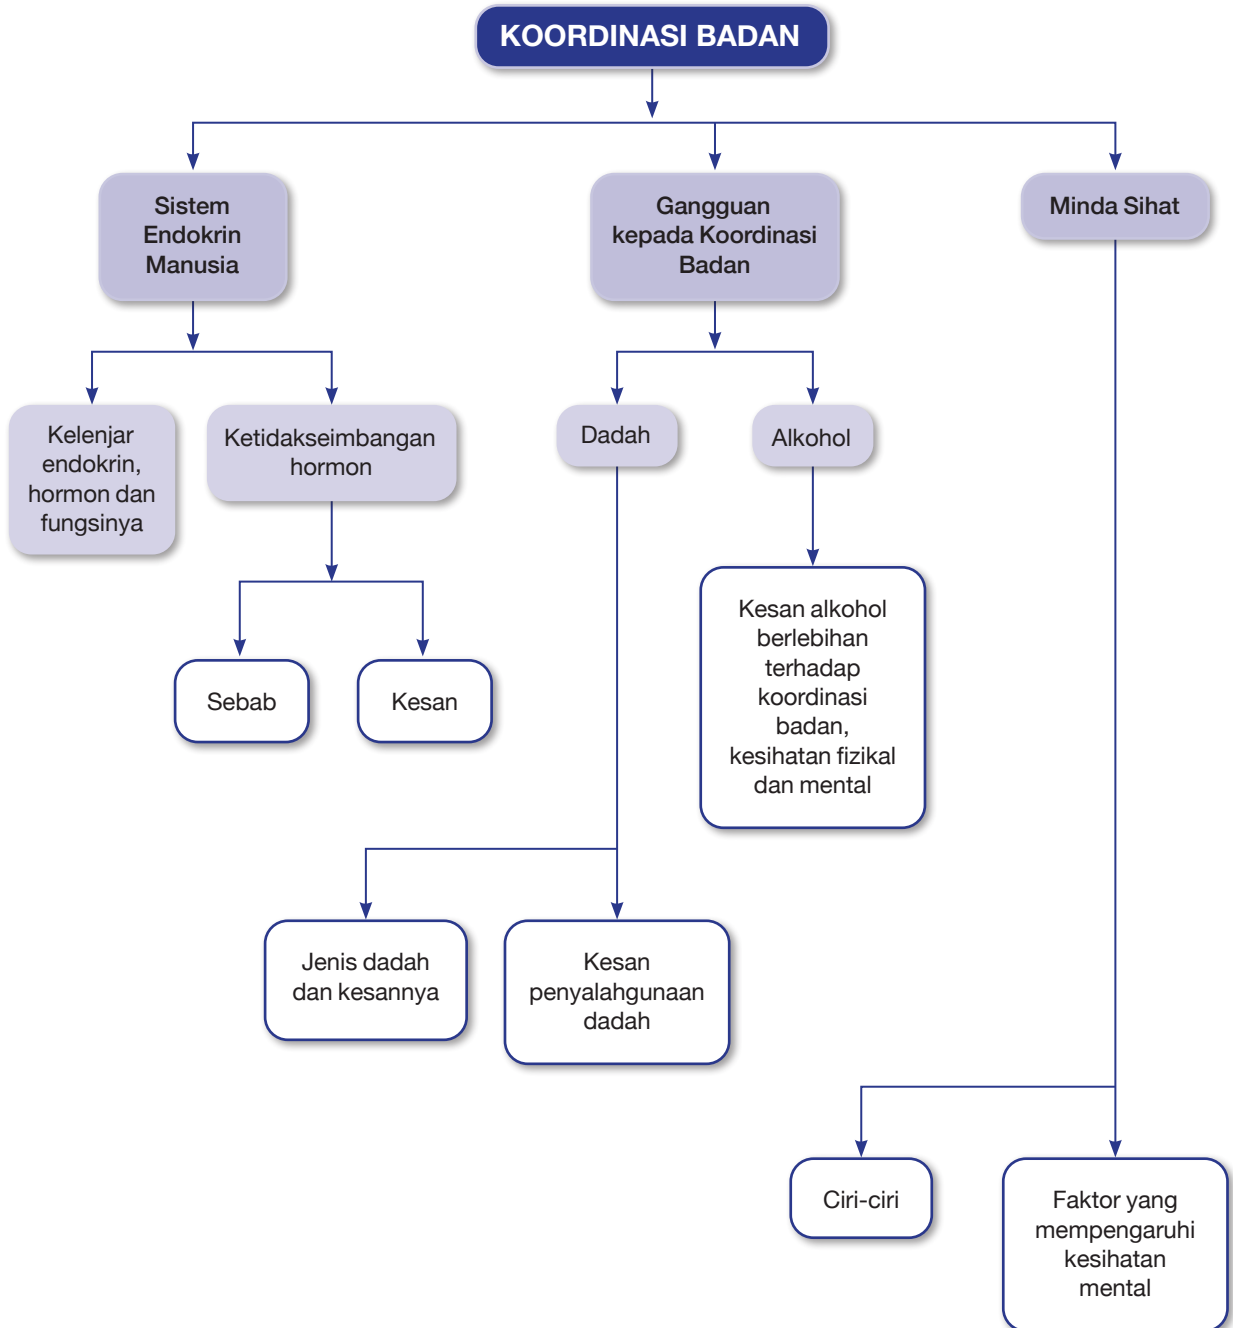 KOORDINASI BADAN
Sistem
Endokrin
Manusia
Gangguan
kepada Koordinasi
Badan
Minda Sihat
Kelenjar
endokrin,
hormon dan
fungsinya
Ketidakseimbangan
hormon
Dadah
Alkohol
Sebab
Kesan
Kesan alkohol
berlebihan
terhadap
koordinasi
badan,
kesihatan fizikal
dan mental
Jenis dadah
dan kesannya
Kesan
penyalahgunaan
dadah
Ciri-ciri
Faktor yang
mempengaruhi
kesihatan
mental